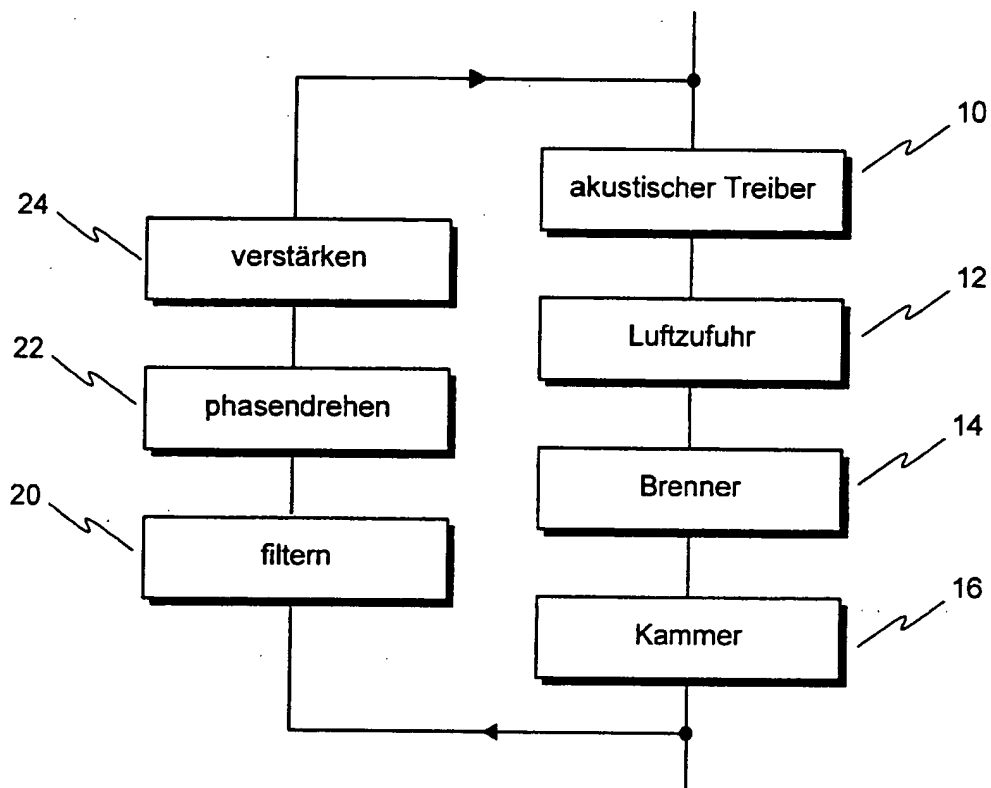 10
akustischer Treiber
24
verstärken
12
Luftzufuhr
22
phasendrehen
14
Brenner
20
filtern
16
Kammer